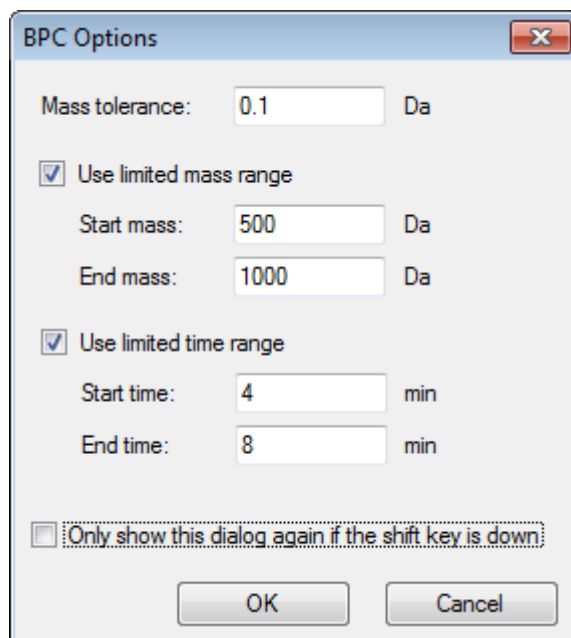 BPC Options
Mass tolerance: 0.1 Da
Use limited mass range
Start mass: 500 Da
End mass: 1000 Da
Use limited time range
Start time: 4 min
End time: 8 min
Only show this dialog again if the shift key is down
OK Cancel